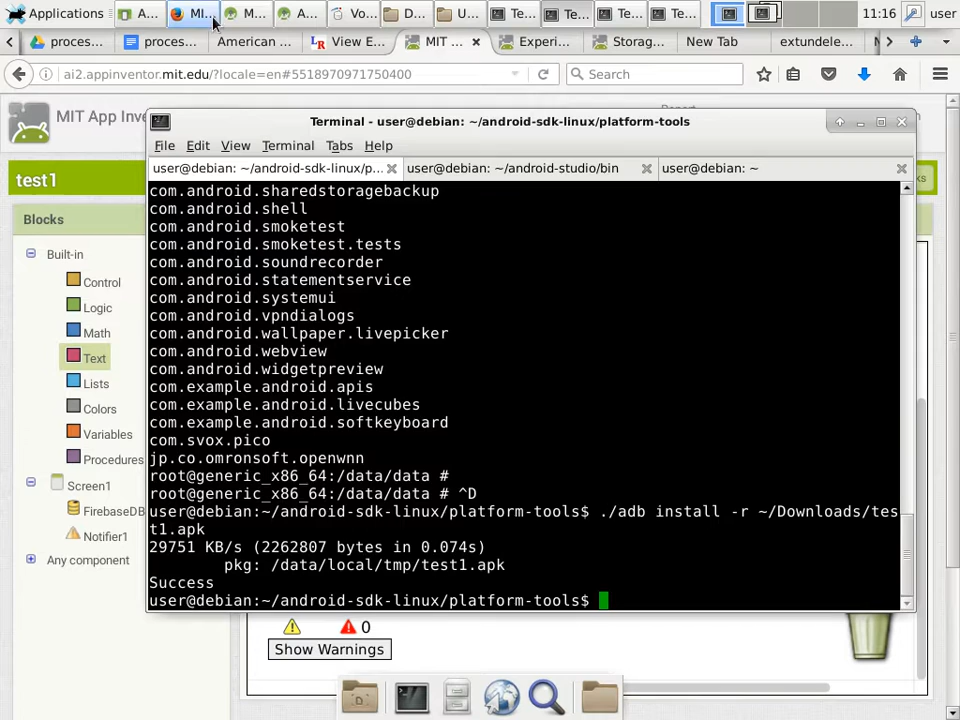 Applications
A...
MI...
M...
A...
Vo...
D...
U...
Te...
Te...
Te...
Te...
11:16
user
proces...
proces...
American ...
View E...
MIT ...
Experi...
Storag...
New Tab
extundele...
ai2.appinventor.mit.edu/?locale=en#5518970971750400
Search
MIT App Inv
test1
Blocks
Built-in
Control
Logic
Math
Text
Lists
Colors
Variables
Procedures
Screen1
FirebaseDB
Notifier1
Any component
Terminal - user@debian: ~/android-sdk-linux/platform-tools
File Edit View Terminal Tabs Help
user@debian: ~/android-sdk-linux/p...
user@debian: ~/android-studio/bin
user@debian: ~
com.android.sharedstoragebackup
com.android.shell
com.android.smoketest
com.android.smoketest.tests
com.android.soundrecorder
com.android.statementservice
com.android.systemui
com.android.vpndialogs
com.android.wallpaper.livepicker
com.android.webview
com.android.widgetpreview
com.example.android.apis
com.example.android.livecubes
com.example.android.softkeyboard
com.svox.pico
jp.co.omronsoft.openwnn
root@generic_x86_64:/data/data #
root@generic_x86_64:/data/data # ^D
user@debian:~/android-sdk-linux/platform-tools$ ./adb install -r ~/Downloads/tes
t1.apk
29751 KB/s (2262807 bytes in 0.074s)
pkg: /data/local/tmp/test1.apk
Success
user@debian:~/android-sdk-linux/platform-tools$
0
Show Warnings